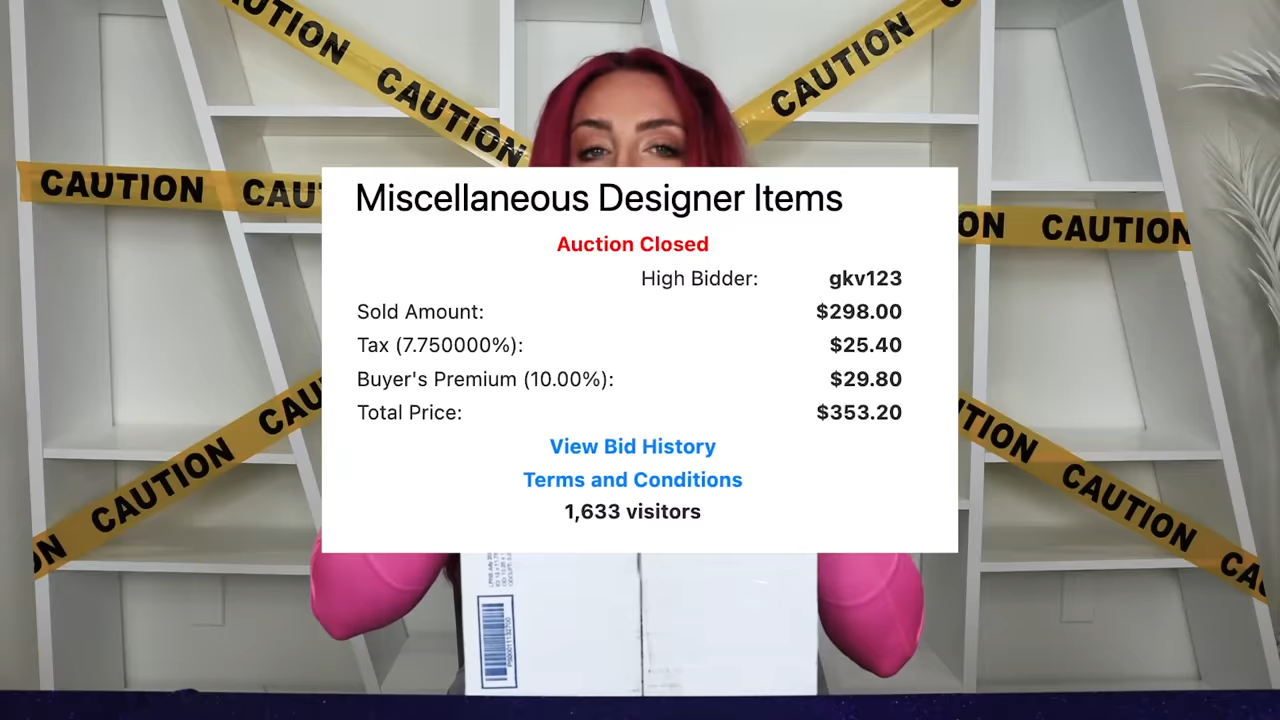 CAUTION
CAUTION
CAUTION
CAUTION
Miscellaneous Designer Items
Auction Closed
High Bidder: gkv123
Sold Amount: $298.00
Tax (7.750000%): $25.40
Buyer's Premium (10.00%): $29.80
Total Price: $353.20
View Bid History
Terms and Conditions
1,633 visitors
CAUTION
CAUTION
CAUTION